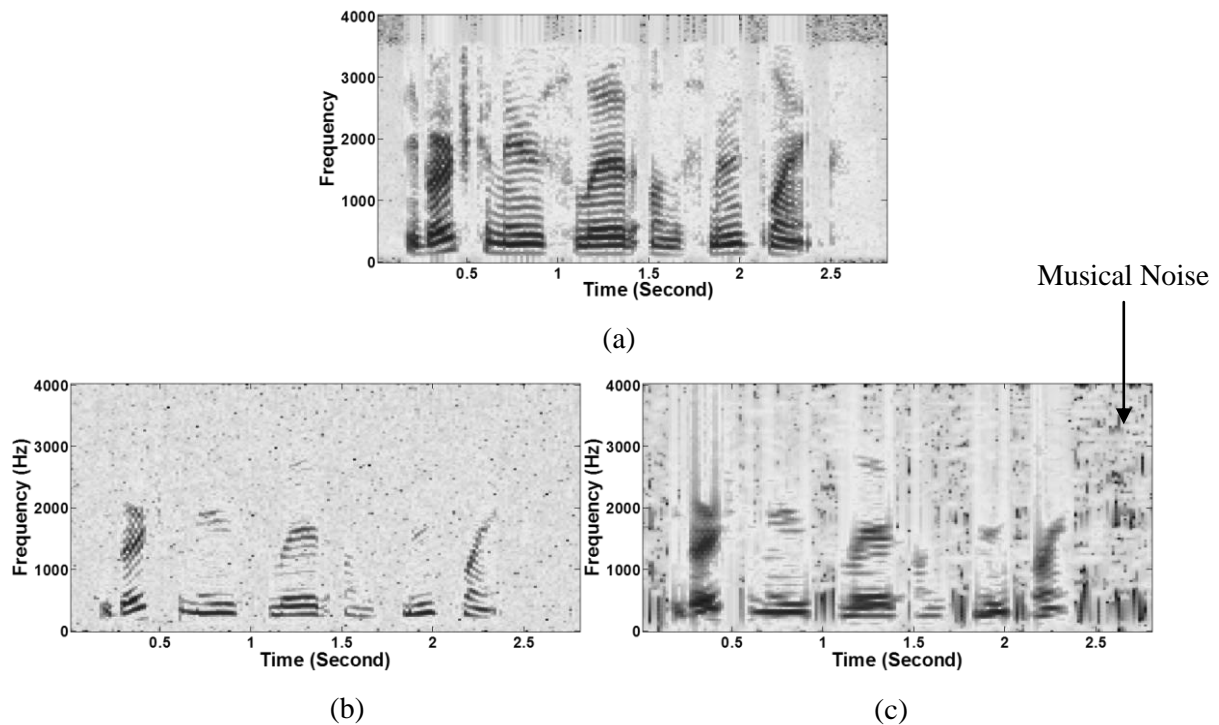 4000
3000
2000
1000
0
Frequency
0.5 1 1.5 2 2.5
Time (Second)
(a)
Musical Noise
4000
3000
2000
1000
0
Frequency (Hz)
0.5 1 1.5 2 2.5
Time (Second)
(b)
4000
3000
2000
1000
0
Frequency (Hz)
0.5 1 1.5 2 2.5
Time (Second)
(c)